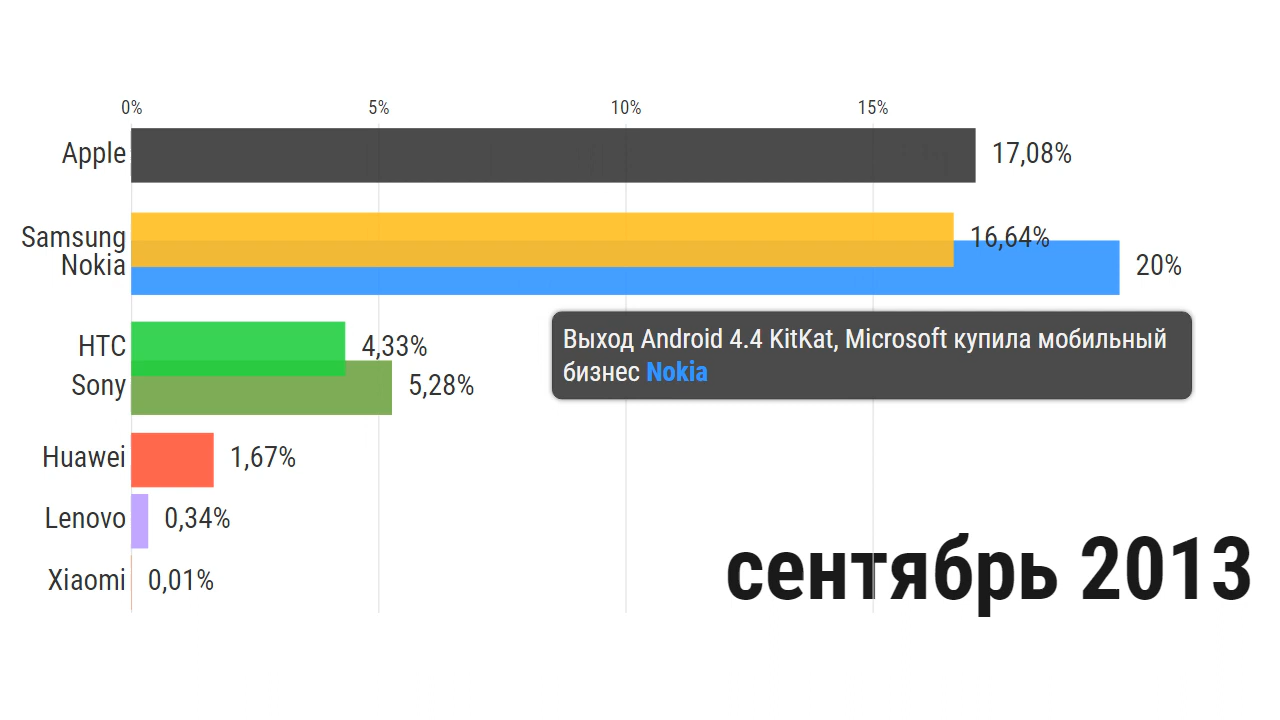 0% 5% 10% 15%
Apple 17,08%
Samsung 16,64%
Nokia 20%
HTC 4,33%
Sony 5,28%
Выход Android 4.4 KitKat, Microsoft купила мобильный
бизнес Nokia
Huawei 1,67%
Lenovo 0,34%
Xiaomi 0,01%
сентябрь 2013